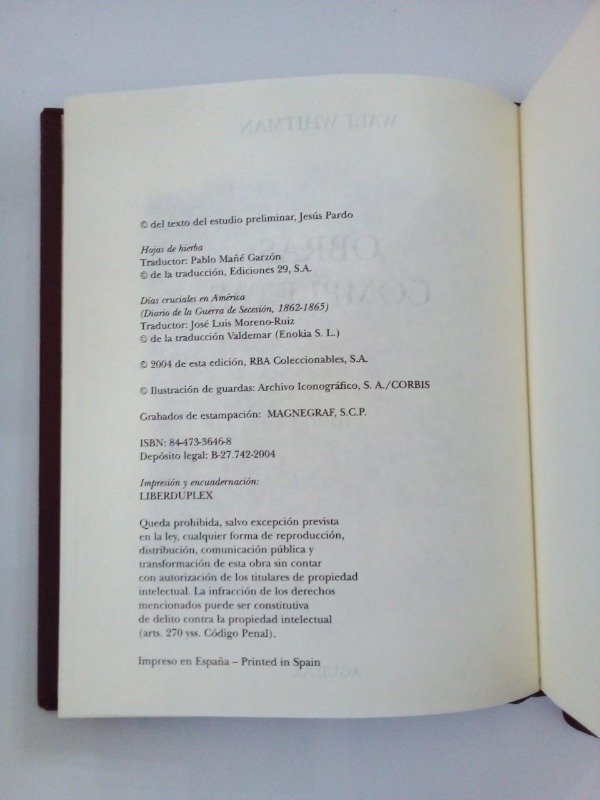 © del texto del estudio preliminar, Jesús Pardo
Hojas de hierba
Traductor: Pablo Mañé Garzón
© de la traducción, Ediciones 29, S.A.
Días cruciales en América
(Diario de la Guerra de Secesión, 1862-1865)
Traductor: José Luis Moreno-Ruiz
© de la traducción Valdemar (Enokia S. L.)
© 2004 de esta edición, RBA Coleccionables, S.A.
© Ilustración de guardas: Archivo Iconográfico, S. A./CORBIS
Grabados de estampación: MAGNEGRAF, S.C.P.
ISBN: 84-473-3646-8
Depósito legal: B-27.742-2004
Impresión y encuadernación:
LIBERDUPLEX
Queda prohibida, salvo excepción prevista
en la ley, cualquier forma de reproducción,
distribución, comunicación pública y
transformación de esta obra sin contar
con autorización de los titulares de propiedad
intelectual. La infracción de los derechos
mencionados puede ser constitutiva
de delito contra la propiedad intelectual
(arts. 270 yss. Código Penal).
Impreso en España – Printed in Spain